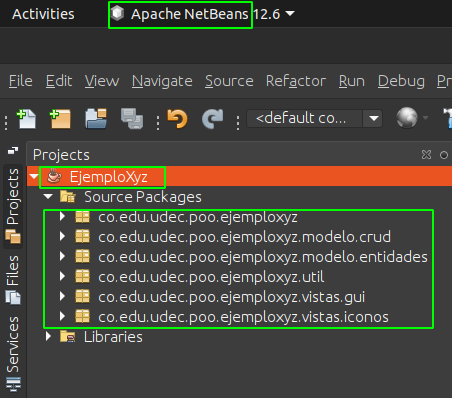 Activities Apache NetBeans 12.6
File Edit View Navigate Source Refactor Run Debug
<default co...
Projects
EjemploXyz
Source Packages
co.edu.udec.poo.ejemploxyz
co.edu.udec.poo.ejemploxyz.modelo.crud
co.edu.udec.poo.ejemploxyz.modelo.entidades
co.edu.udec.poo.ejemploxyz.util
co.edu.udec.poo.ejemploxyz.vistas.gui
co.edu.udec.poo.ejemploxyz.vistas.iconos
Libraries
Projects
Files
Services